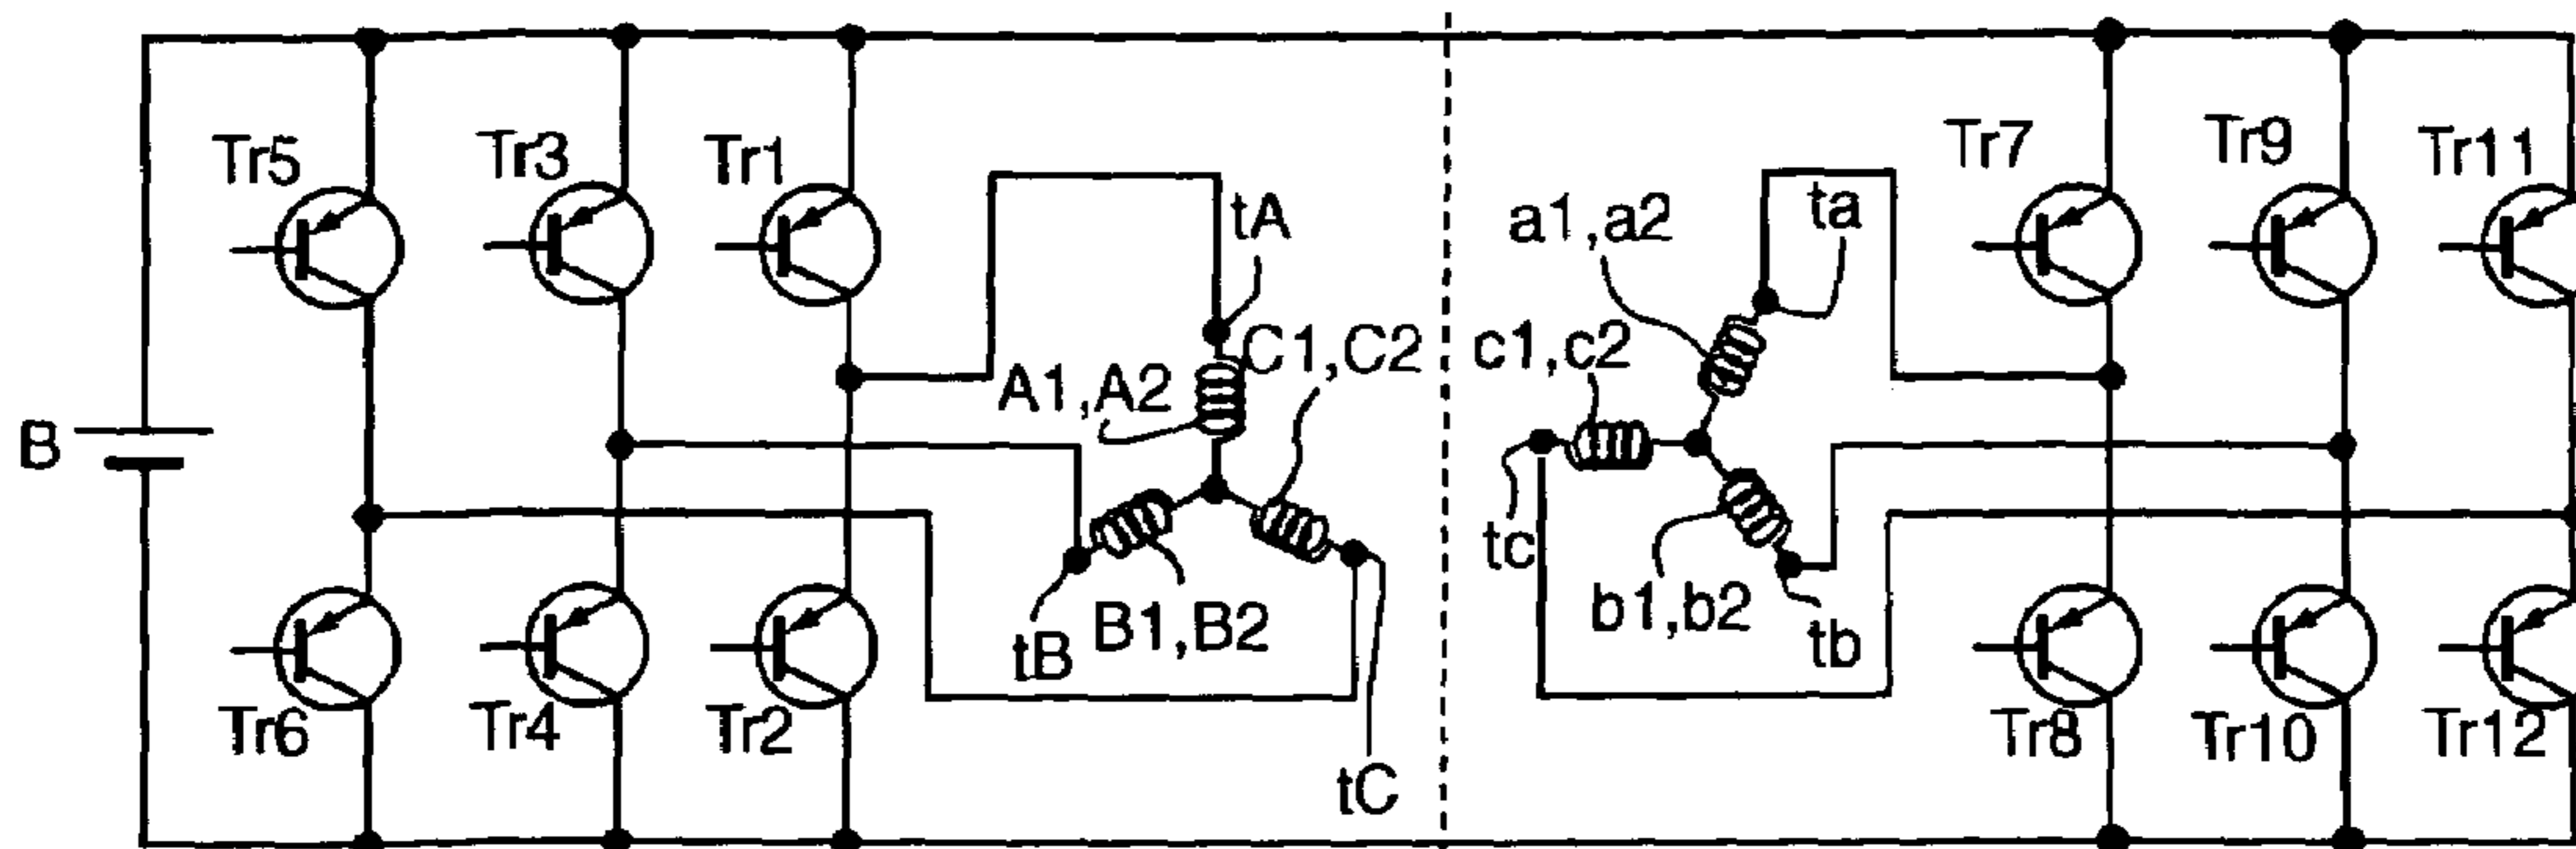 Tr5
Tr3
Tr1
Tr7
Tr9
Tr11
tA
a1,a2
ta
C1,C2
c1,c2
A1,A2
B
tc
B1,B2
b1,b2
tB
tb
Tr6
Tr4
Tr2
Tr8
Tr10
Tr12
tC